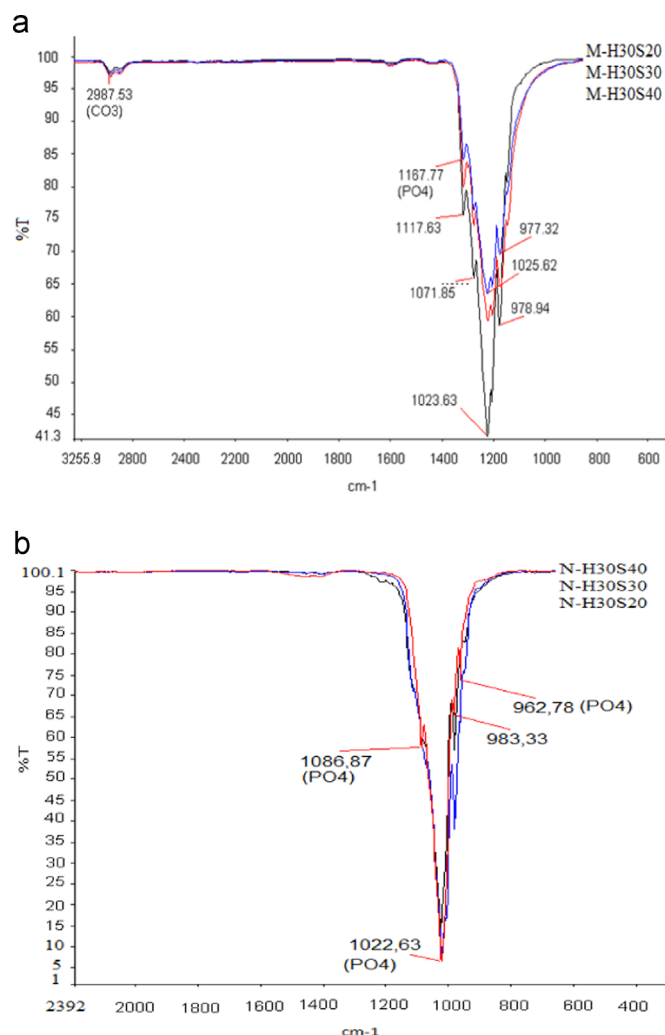 a
100
95
90
85
80
75
70
65
60
55
50
45
41.3
%T
2987.53
(CO3)
M-H30S20
M-H30S30
M-H30S40
1167.77
(PO4)
1117.63
1071.85
1023.63
977.32
1025.62
978.94
3255.9 2800 2400 2000 1800 1600 1400 1200 1000 800 600
cm-1
b
100.1
95
90
85
80
75
70
65
60
55
50
45
40
35
30
25
20
15
10
5
1
%T
N-H30S40
N-H30S30
N-H30S20
962,78 (PO4)
983,33
1086,87
(PO4)
1022,63
(PO4)
2392 2000 1800 1600 1400 1200 1000 800 600 400
cm-1